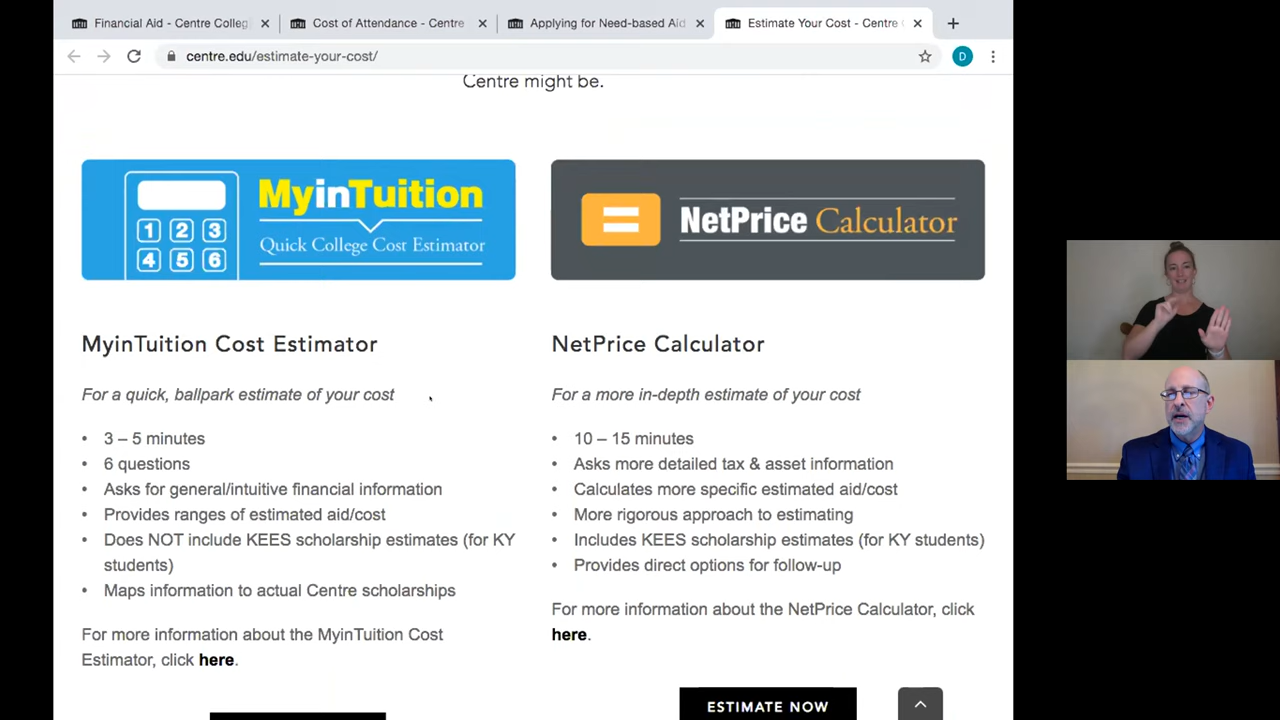 Financial Aid - Centre Colleg
Cost of Attendance - Centre
Applying for Need-based Aid
Estimate Your Cost - Centre
centre.edu/estimate-your-cost/
D
Centre might be.
1 2 3
4 5 6
MyinTuition
Quick College Cost Estimator
NetPrice Calculator
MyinTuition Cost Estimator
For a quick, ballpark estimate of your cost
• 3 – 5 minutes
• 6 questions
• Asks for general/intuitive financial information
• Provides ranges of estimated aid/cost
• Does NOT include KEES scholarship estimates (for KY
students)
• Maps information to actual Centre scholarships
For more information about the MyinTuition Cost
Estimator, click here.
NetPrice Calculator
For a more in-depth estimate of your cost
• 10 – 15 minutes
• Asks more detailed tax & asset information
• Calculates more specific estimated aid/cost
• More rigorous approach to estimating
• Includes KEES scholarship estimates (for KY students)
• Provides direct options for follow-up
For more information about the NetPrice Calculator, click
here.
ESTIMATE NOW